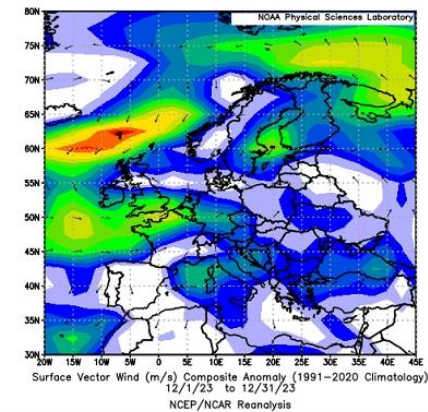 NOAA Physical Sciences Laboratory
80N
75N
70N
65N
60N
55N
50N
45N
40N
35N
30N
20W 15W 10W 5W 0 5E 10E 15E 20E 25E 30E 35E 40E 45E
Surface Vector Wind (m/s) Composite Anomaly (1991-2020 Climatology)
12/1/23 to 12/31/23
NCEP/NCAR Reanalysis